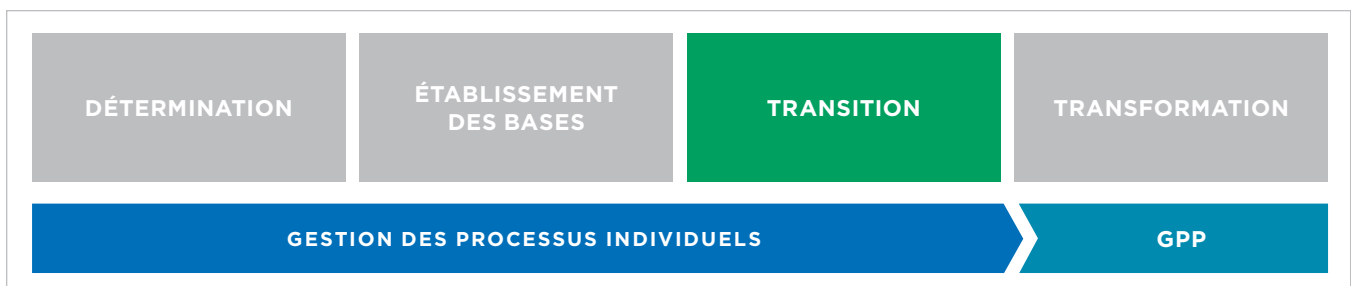 DÉTERMINATION
ÉTABLISSEMENT
DES BASES
TRANSITION
TRANSFORMATION
GESTION DES PROCESSUS INDIVIDUELS
GPP